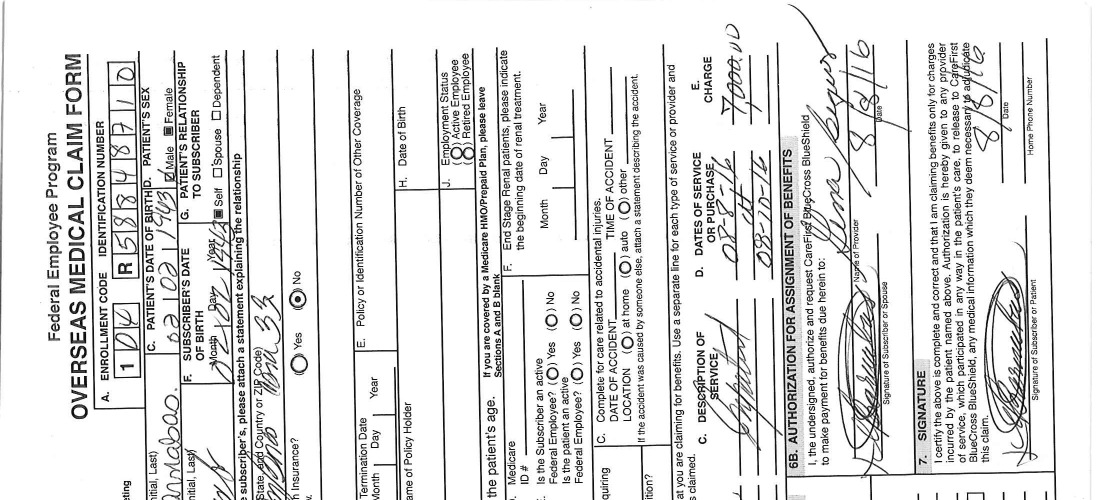 Federal Employee Program
OVERSEAS MEDICAL CLAIM FORM
A. ENROLLMENT CODE IDENTIFICATION NUMBER
1 0 4 R 5 8 8 4 8 7 1 0
C. PATIENT'S DATE OF BIRTH D. PATIENT'S SEX
02 02 1943 Male Female
F. SUBSCRIBER'S DATE OF BIRTH
Month Day Year
G. PATIENT'S RELATIONSHIP TO SUBSCRIBER
Self Spouse Dependent
e subscriber's, please attach a statement explaining the relationship
State and Country or ZIP Code)
h Insurance? Yes No
Termination Date
Month Day Year
E. Policy or Identification Number of Other Coverage
ame of Policy Holder
H. Date of Birth
J. Employment Status
Active Employee
Retired Employee
the patient's age.
If you are covered by a Medicare HMO/Prepaid Plan, please leave
Sections A and B blank
Medicare
ID #
Is the Subscriber an active
Federal Employee? Yes No
Is the patient an active
Federal Employee? Yes No
F. End Stage Renal patients, please indicate
the beginning date of renal treatment.
Month Day Year
C. Complete for care related to accidental injuries.
DATE OF ACCIDENT TIME OF ACCIDENT
LOCATION at home auto other
If the accident was caused by someone else, attach a statement describing the accident.
at you are claiming for benefits. Use a separate line for each type of service or provider and
s claimed.
C. DESCRIPTION OF SERVICE
D. DATES OF SERVICE OR PURCHASE
E. CHARGE
08-8-16 7,000.00
08-10-16
6B. AUTHORIZATION FOR ASSIGNMENT OF BENEFITS
I, the undersigned, authorize and request CareFirst BlueCross BlueShield
to make payment for benefits due herein to:
Name of Provider
8/8/16
Signature of Subscriber or Spouse Date
7. SIGNATURE
I certify the above is complete and correct and that I am claiming benefits only for charges
incurred by the patient named above. Authorization is hereby given to any provider
of service, which participated in any way in the patient's care, to release to CareFirst
BlueCross BlueShield, any medical information which they deem necessary to adjudicate
this claim.
8/8/16
Signature of Subscriber or Patient Date
Home Phone Number